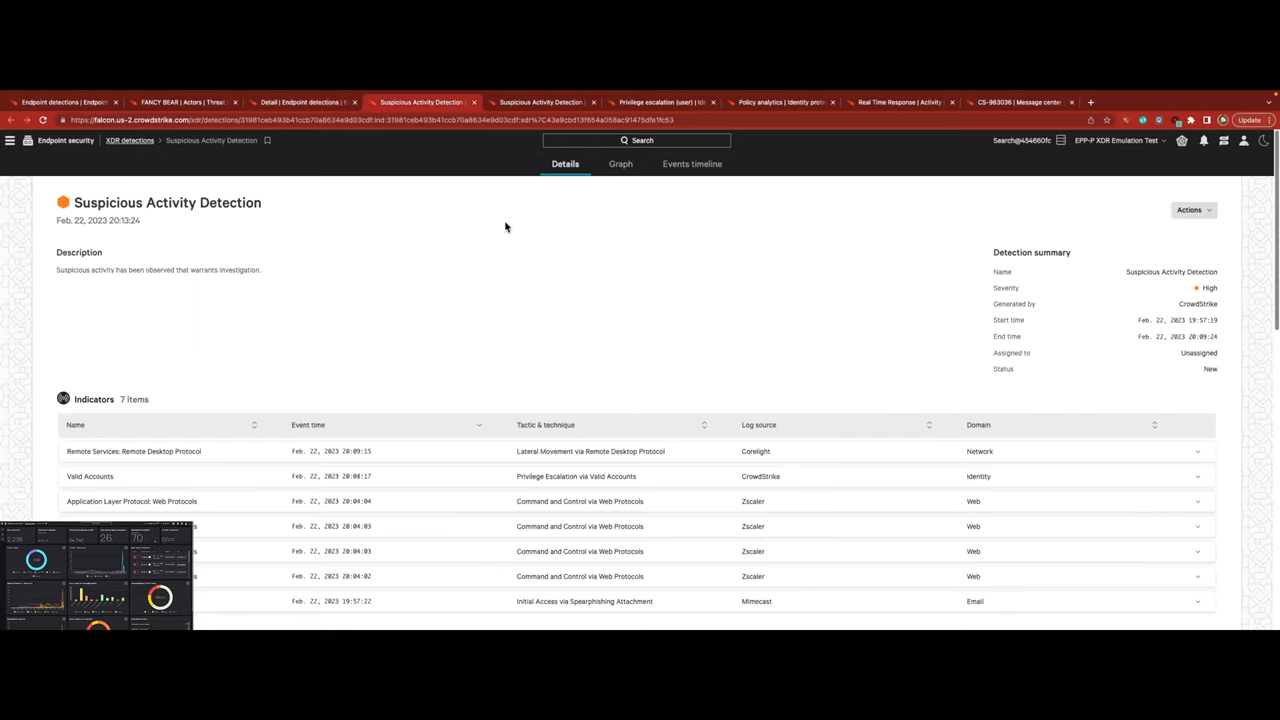 Endpoint detections | Endpoint
FANCY BEAR | Actors | Threat
Detail | Endpoint detections | E
Suspicious Activity Detection
Suspicious Activity Detection
Privilege escalation (user) | Ide
Policy analytics | Identity prote
Real Time Response | Activity
CS-983036 | Message center
Update
Endpoint security
XDR detections
Suspicious Activity Detection
Search
Search@454660fc
EPP-P XDR Emulation Test
Details
Graph
Events timeline
Suspicious Activity Detection
Feb. 22, 2023 20:13:24
Actions
Description
Suspicious activity has been observed that warrants investigation.
Detection summary
Name Suspicious Activity Detection
Severity High
Generated by CrowdStrike
Start time Feb. 22, 2023 19:57:19
End time Feb. 22, 2023 20:09:24
Assigned to Unassigned
Status New
Indicators 7 items
Name Event time Tactic & technique Log source Domain
Remote Services: Remote Desktop Protocol Feb. 22, 2023 20:09:15 Lateral Movement via Remote Desktop Protocol Corelight Network
Valid Accounts Feb. 22, 2023 20:08:17 Privilege Escalation via Valid Accounts CrowdStrike Identity
Application Layer Protocol: Web Protocols Feb. 22, 2023 20:04:04 Command and Control via Web Protocols Zscaler Web
Feb. 22, 2023 20:04:03 Command and Control via Web Protocols Zscaler Web
Feb. 22, 2023 20:04:03 Command and Control via Web Protocols Zscaler Web
Feb. 22, 2023 20:04:02 Command and Control via Web Protocols Zscaler Web
Feb. 22, 2023 19:57:22 Initial Access via Spearphishing Attachment Mimecast Email
2 236
26
70